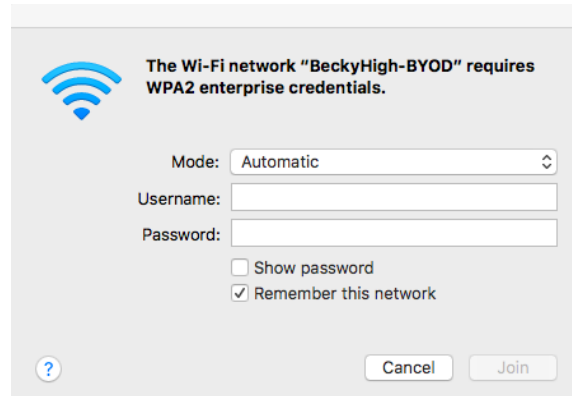 The Wi-Fi network “BeckyHigh-BYOD” requires
WPA2 enterprise credentials.
Mode: Automatic
Username:
Password:
Show password
Remember this network
? Cancel Join